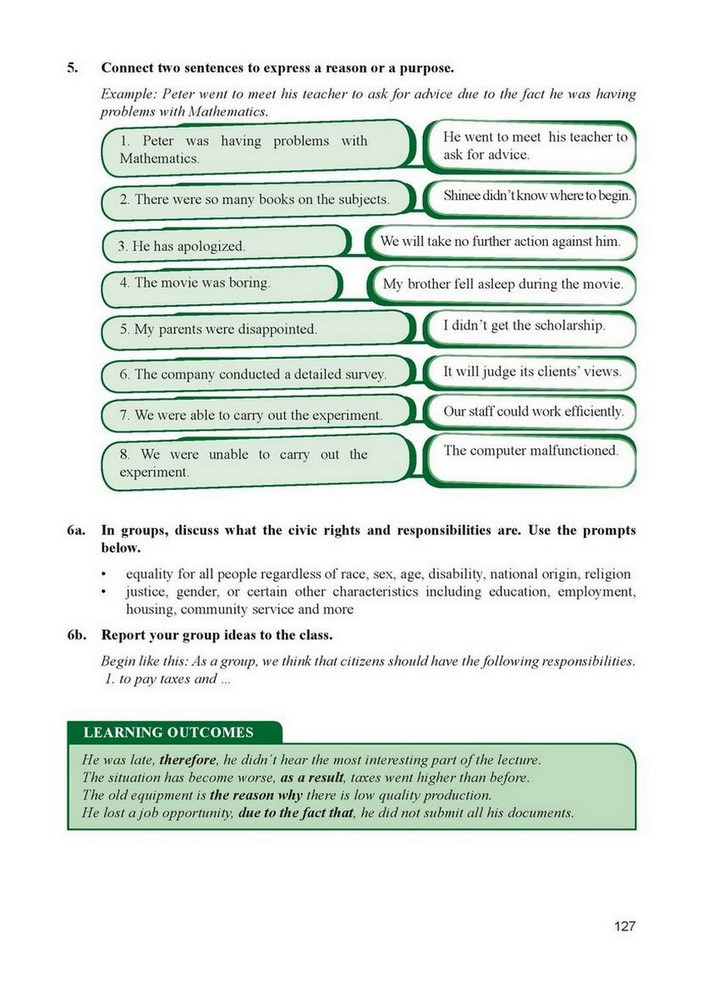 5. Connect two sentences to express a reason or a purpose.
Example: Peter went to meet his teacher to ask for advice due to the fact he was having
problems with Mathematics.
1. Peter was having problems with
Mathematics.
He went to meet his teacher to
ask for advice.
2. There were so many books on the subjects.
Shinee didn't know where to begin.
3. He has apologized.
We will take no further action against him.
4. The movie was boring.
My brother fell asleep during the movie.
5. My parents were disappointed.
I didn't get the scholarship.
6. The company conducted a detailed survey.
It will judge its clients' views.
7. We were able to carry out the experiment.
Our staff could work efficiently.
8. We were unable to carry out the
experiment.
The computer malfunctioned.
6a. In groups, discuss what the civic rights and responsibilities are. Use the prompts
below.
• equality for all people regardless of race, sex, age, disability, national origin, religion
• justice, gender, or certain other characteristics including education, employment,
housing, community service and more
6b. Report your group ideas to the class.
Begin like this: As a group, we think that citizens should have the following responsibilities.
1. to pay taxes and ...
LEARNING OUTCOMES
He was late, therefore, he didn't hear the most interesting part of the lecture.
The situation has become worse, as a result, taxes went higher than before.
The old equipment is the reason why there is low quality production.
He lost a job opportunity, due to the fact that, he did not submit all his documents.
127